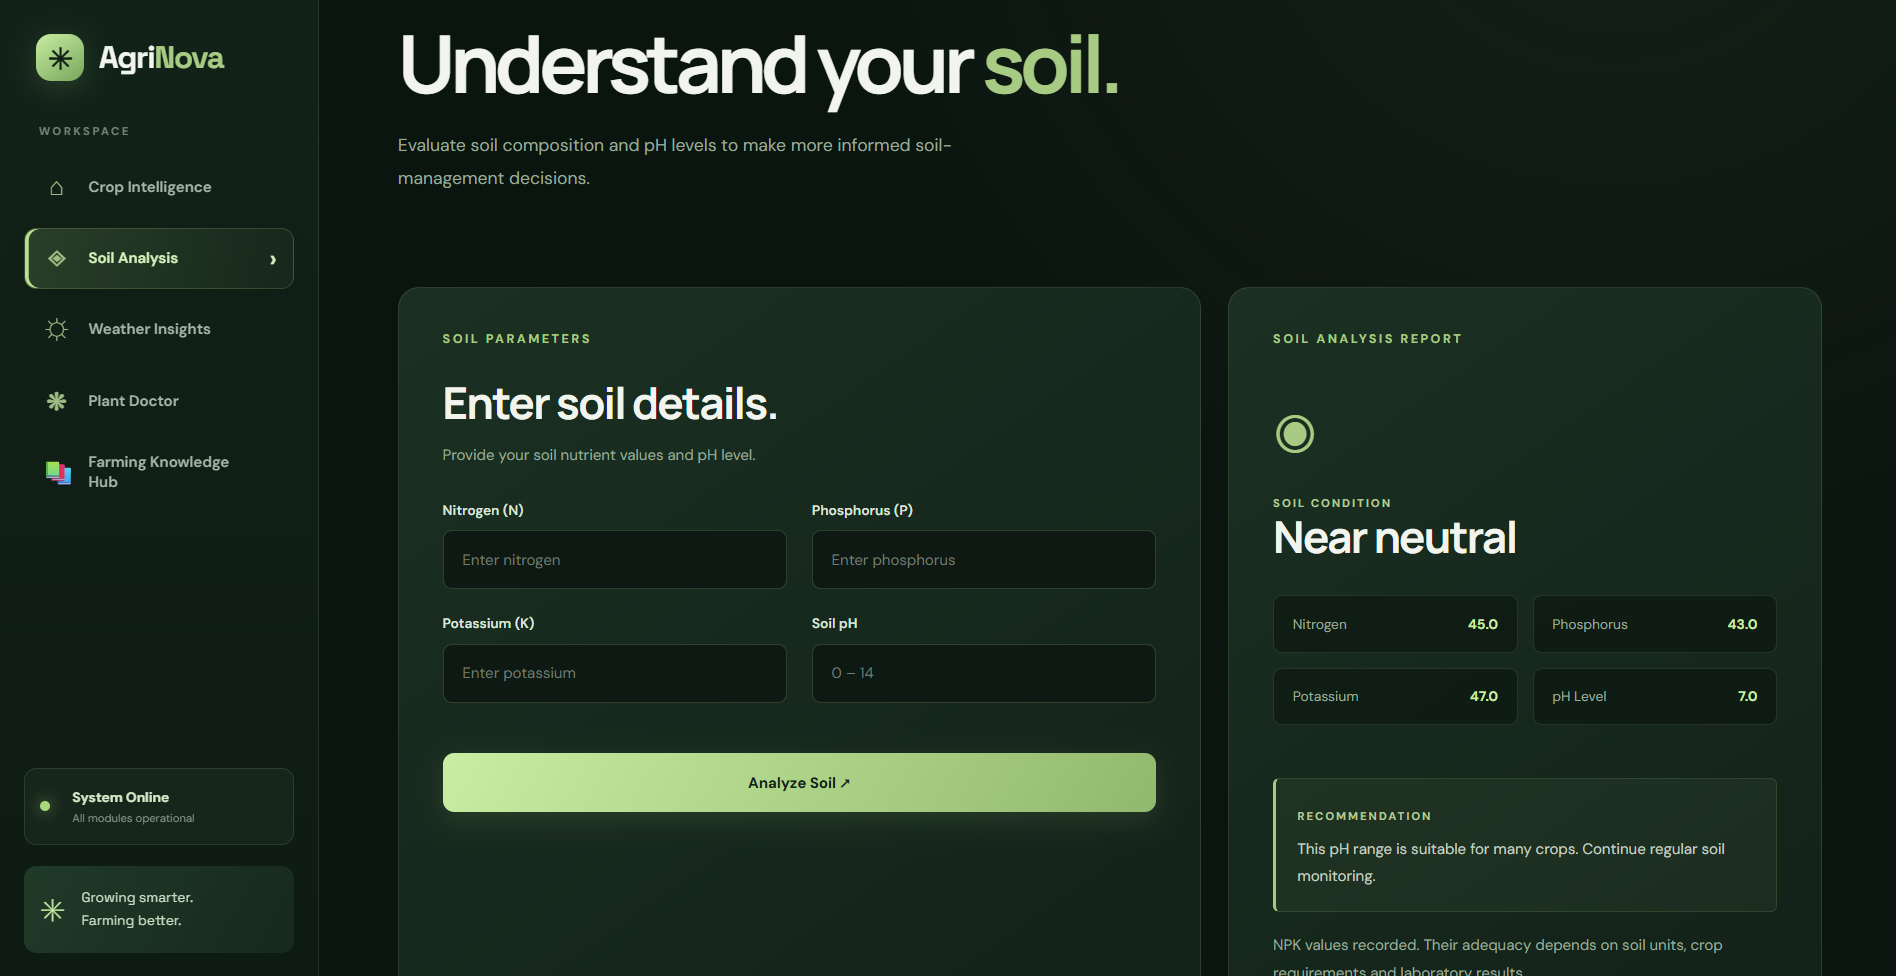 AgriNova
WORKSPACE
Crop Intelligence
Soil Analysis
Weather Insights
Plant Doctor
Farming Knowledge
Hub
System Online
All modules operational
Growing smarter.
Farming better.
Understand your soil.
Evaluate soil composition and pH levels to make more informed soil-
management decisions.
SOIL PARAMETERS
Enter soil details.
Provide your soil nutrient values and pH level.
Nitrogen (N)
Enter nitrogen
Phosphorus (P)
Enter phosphorus
Potassium (K)
Enter potassium
Soil pH
0 – 14
Analyze Soil ↗
SOIL ANALYSIS REPORT
SOIL CONDITION
Near neutral
Nitrogen 45.0
Phosphorus 43.0
Potassium 47.0
pH Level 7.0
RECOMMENDATION
This pH range is suitable for many crops. Continue regular soil
monitoring.
NPK values recorded. Their adequacy depends on soil units, crop
requirements and laboratory results.